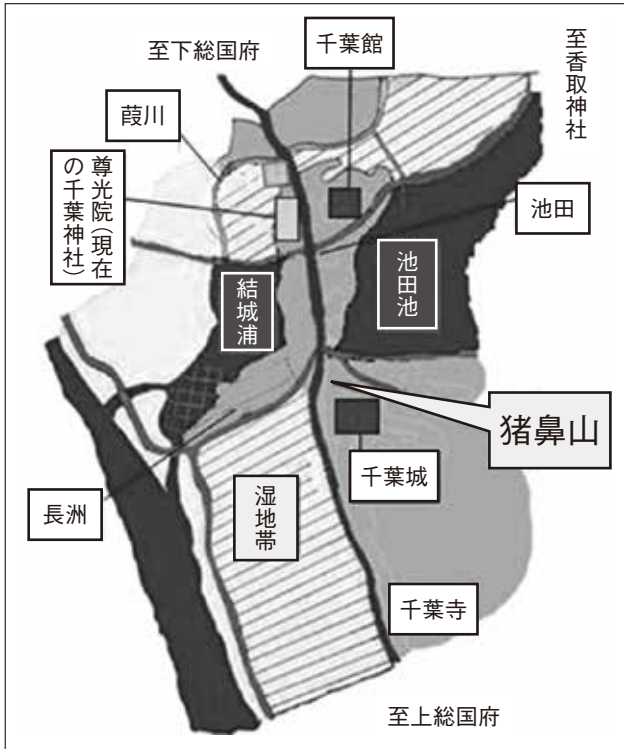 至下総国府
千葉館
至香取神社
葭川
尊光院（現在
の千葉神社）
池田
結城浦
池田池
猪鼻山
千葉城
長洲
湿地帯
千葉寺
至上総国府